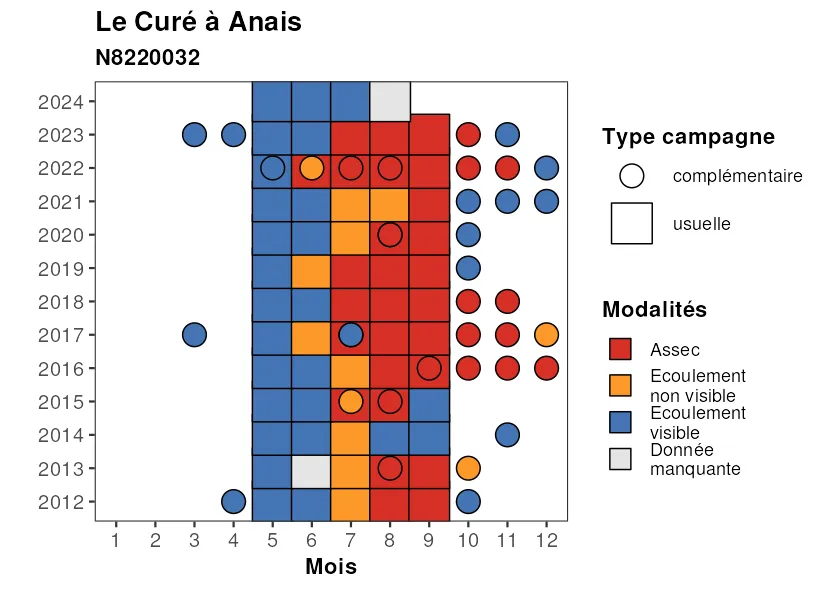 Le Curé à Anais
N8220032
2024
2023
2022
2021
2020
2019
2018
2017
2016
2015
2014
2013
2012
1 2 3 4 5 6 7 8 9 10 11 12
Mois
Type campagne
complémentaire
usuelle
Modalités
Assec
Ecoulement
non visible
Ecoulement
visible
Donnée
manquante